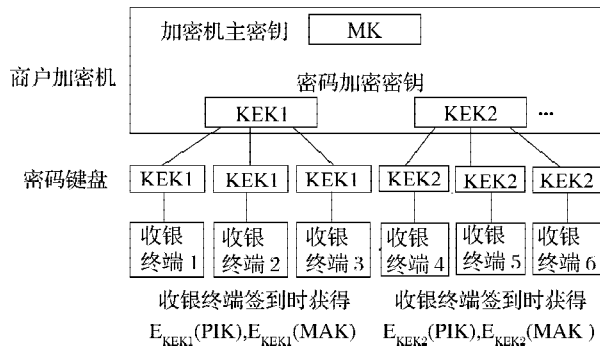 加密机主密钥 MK
商户加密机
密码加密密钥
KEK1 KEK2 ...
密码键盘 KEK1 KEK1 KEK1 KEK2 KEK2 KEK2
收银 收银 收银 收银 收银 收银
终端1 终端2 终端3 终端4 终端5 终端6
收银终端签到时获得 收银终端签到时获得
E_KEK1(PIK),E_KEK1(MAK) E_KEK2(PIK),E_KEK2(MAK)